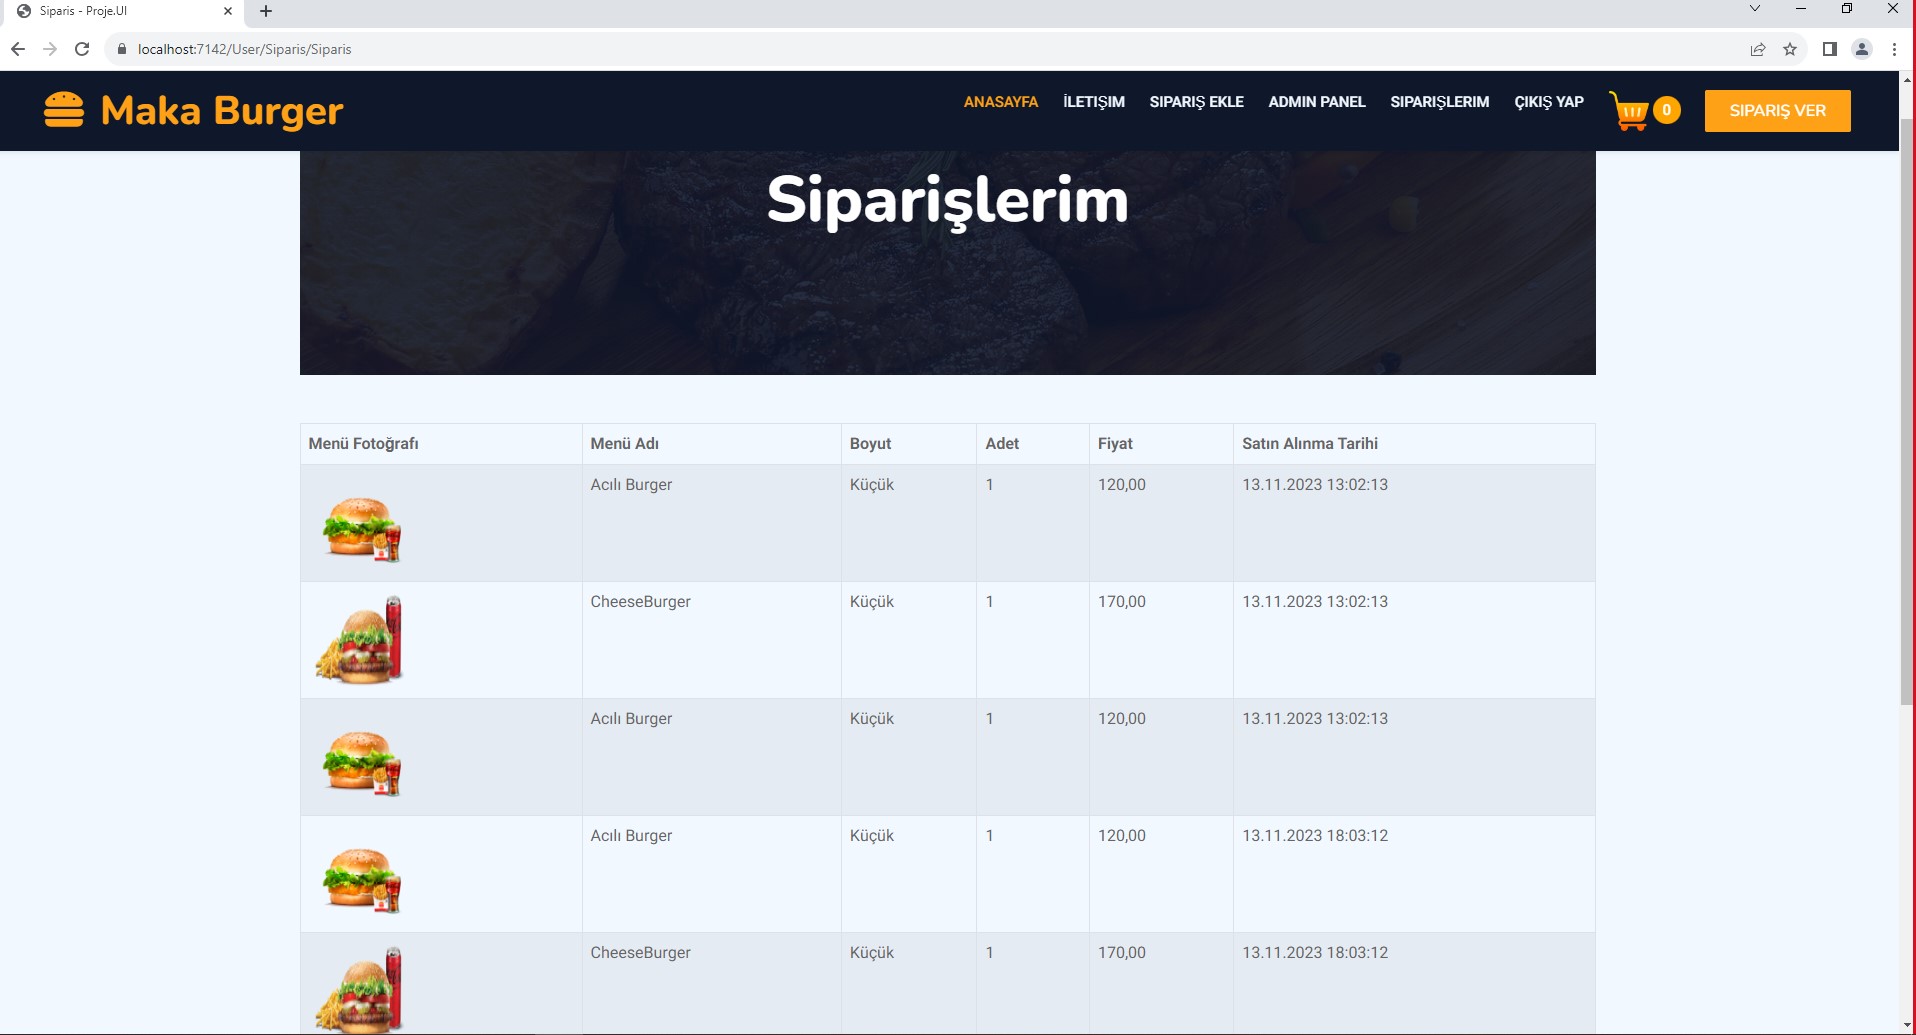 Siparis - Proje.UI
localhost:7142/User/Siparis/Siparis
Maka Burger
ANASAYFA İLETIŞIM SIPARIŞ EKLE ADMIN PANEL SIPARIŞLERIM ÇIKIŞ YAP 0 SIPARIŞ VER
Siparişlerim
Menü Fotoğrafı Menü Adı Boyut Adet Fiyat Satın Alınma Tarihi
Acılı Burger Küçük 1 120,00 13.11.2023 13:02:13
CheeseBurger Küçük 1 170,00 13.11.2023 13:02:13
Acılı Burger Küçük 1 120,00 13.11.2023 13:02:13
Acılı Burger Küçük 1 120,00 13.11.2023 18:03:12
CheeseBurger Küçük 1 170,00 13.11.2023 18:03:12